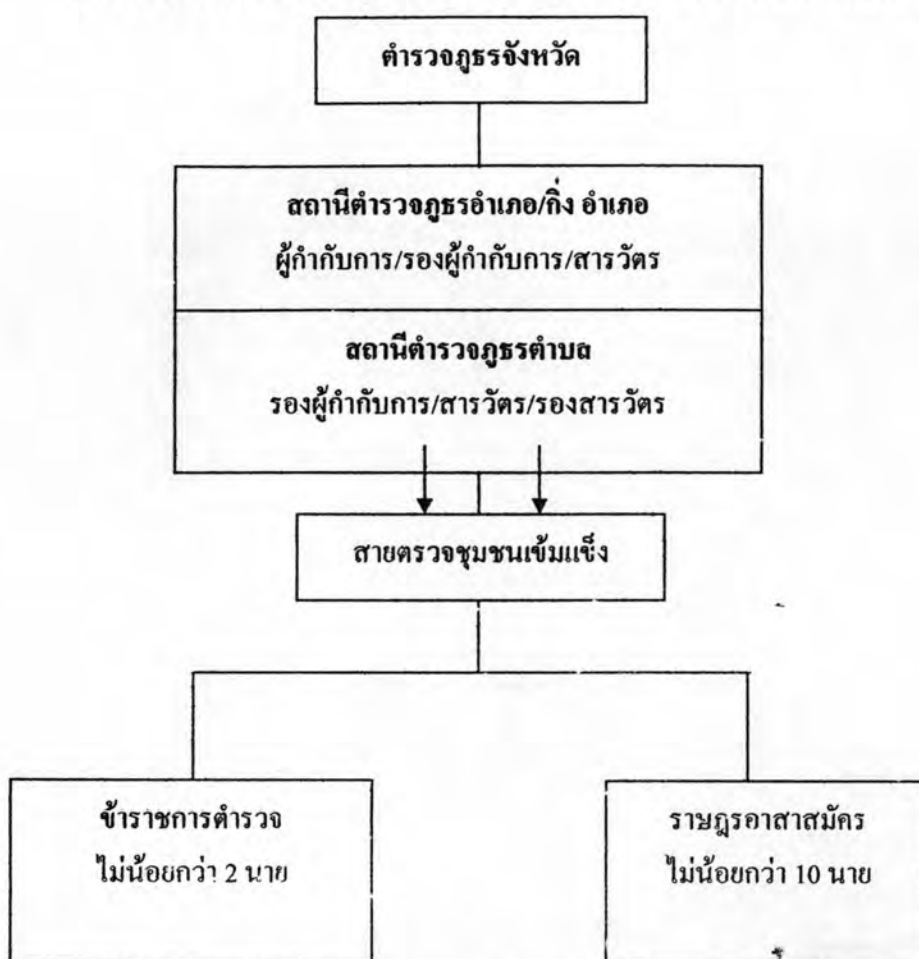 ตำรวจภูธรจังหวัด
สถานีตำรวจภูธรอำเภอ/กิ่ง อำเภอ
ผู้กำกับการ/รองผู้กำกับการ/สารวัตร
สถานีตำรวจภูธรตำบล
รองผู้กำกับการ/สารวัตร/รองสารวัตร
สายตรวจชุมชนเข้มแข็ง
ข้าราชการตำรวจ
ไม่น้อยกว่า 2 นาย
ราษฎรอาสาสมัคร
ไม่น้อยกว่า 10 นาย